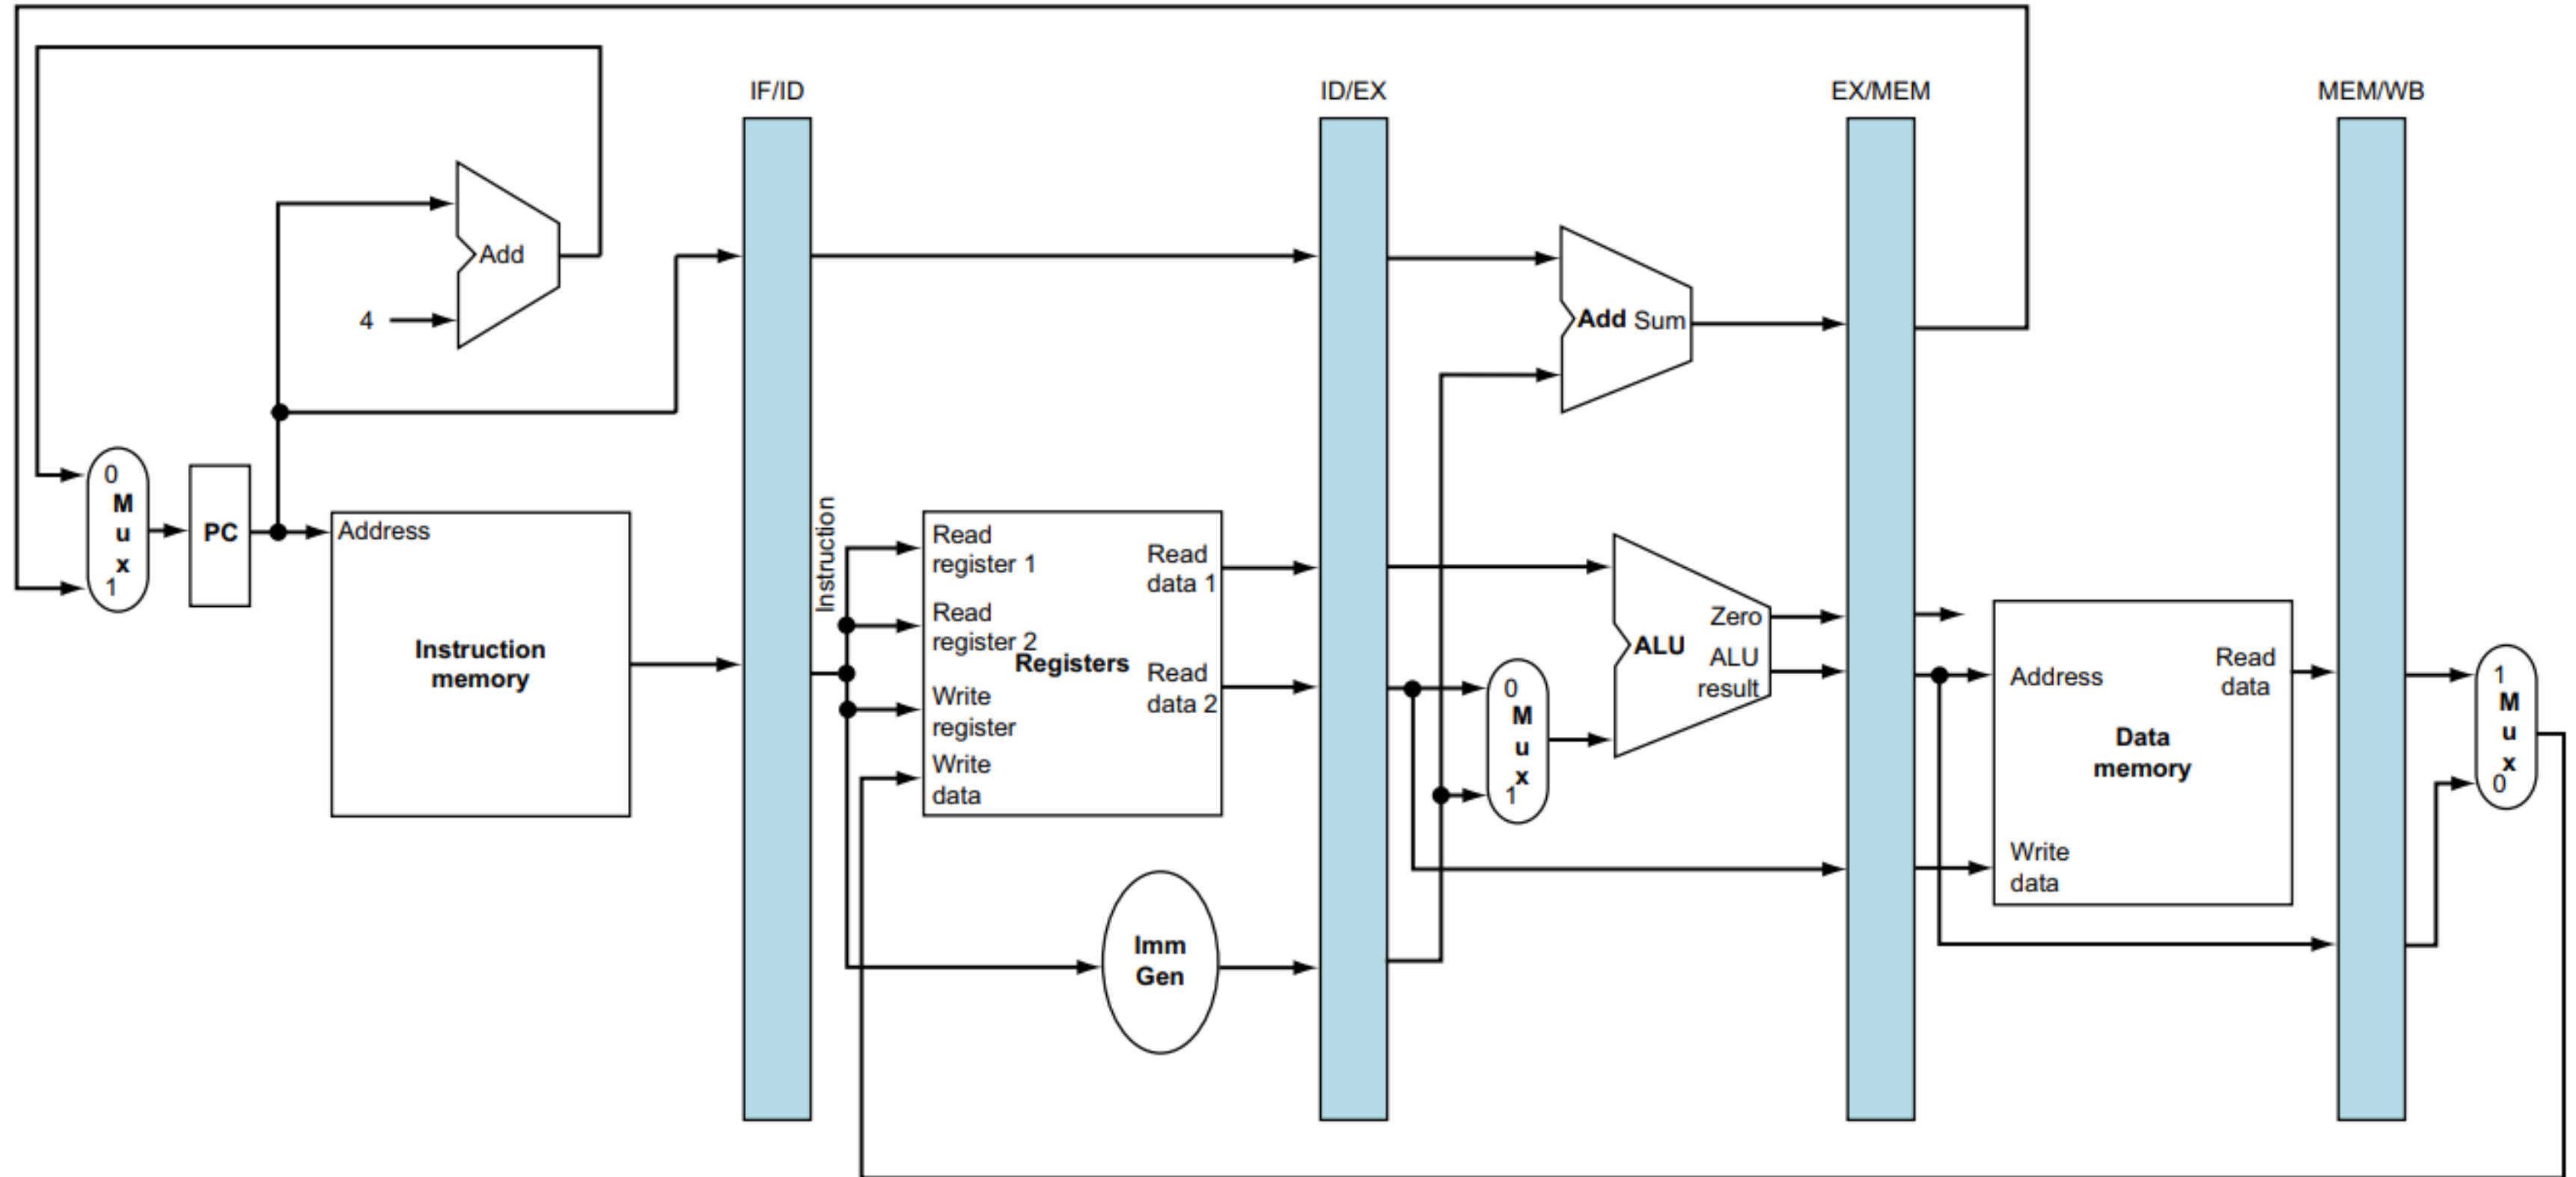 IF/ID
ID/EX
EX/MEM
MEM/WB
Add
4
Add Sum
0
M
u
x
1
PC
Address
Instruction
memory
Instruction
Read
register 1
Read
register 2
Write
register
Write
data
Registers
Read
data 1
Read
data 2
Imm
Gen
0
M
u
x
1
ALU
Zero
ALU
result
Address
Read
data
Data
memory
Write
data
1
M
u
x
0